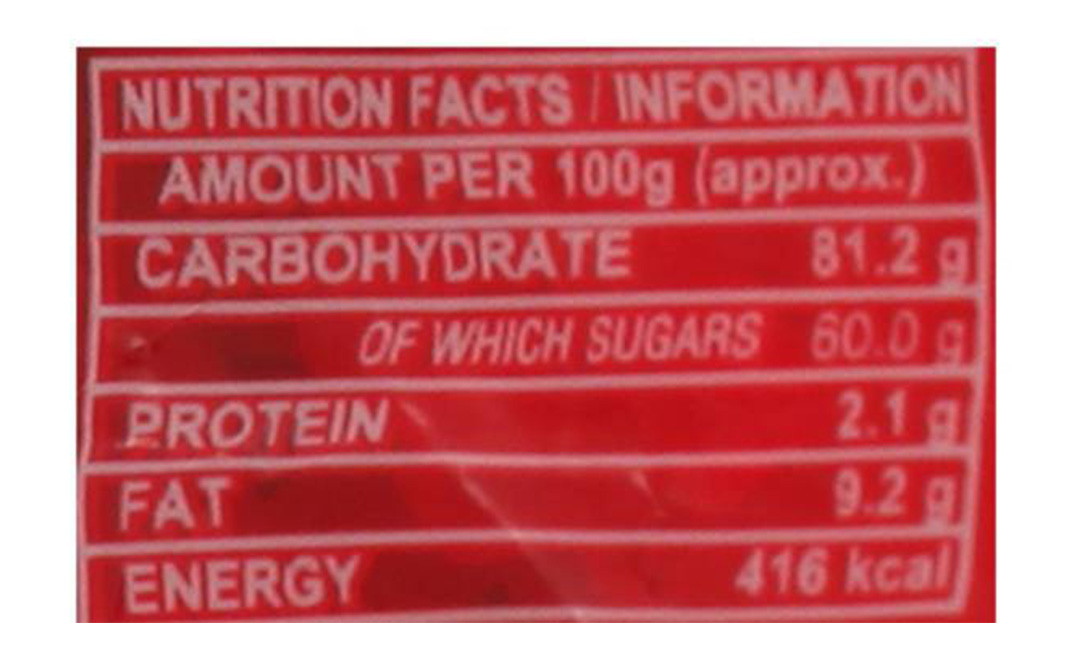 NUTRITION FACTS / INFORMATION
AMOUNT PER 100g (approx.)
CARBOHYDRATE 81.2 g
OF WHICH SUGARS 60.0 g
PROTEIN 2.1 g
FAT 9.2 g
ENERGY 416 kcal